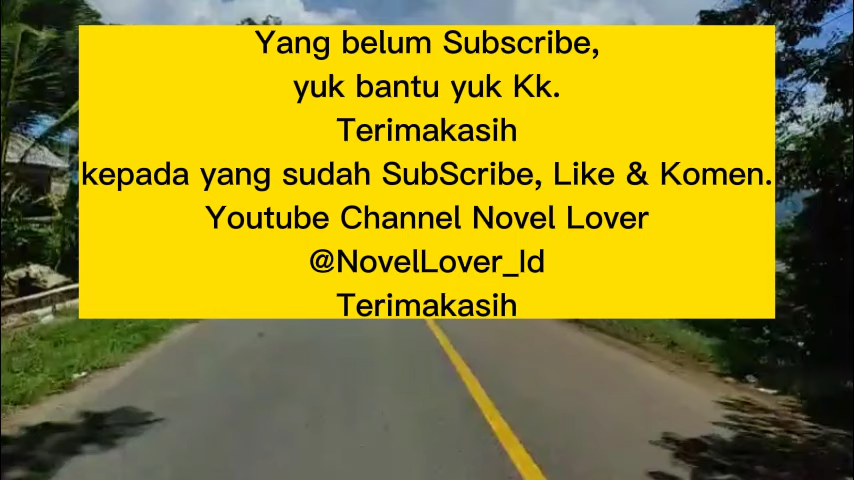 Yang belum Subscribe,
yuk bantu yuk Kk.
Terimakasih
kepada yang sudah SubScribe, Like & Komen.
Youtube Channel Novel Lover
@NovelLover_Id
Terimakasih